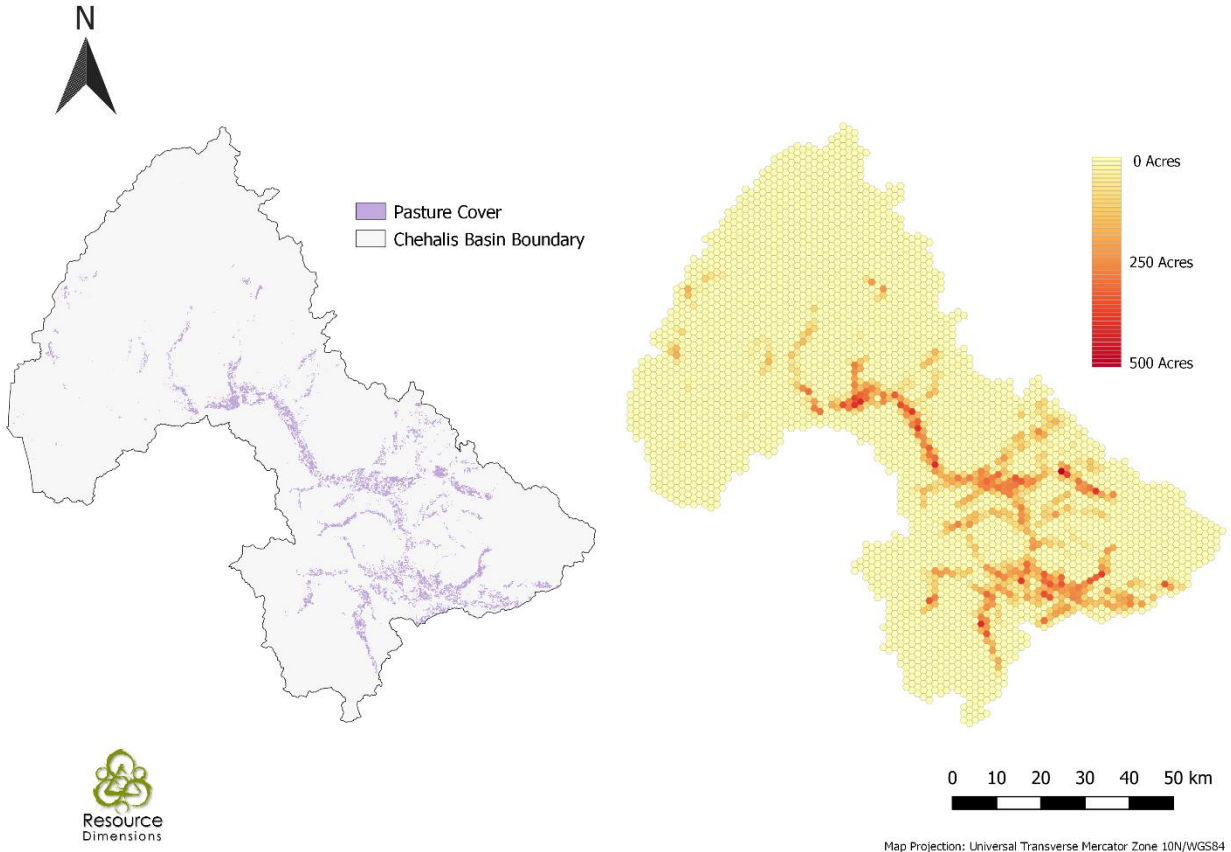 N
Pasture Cover
Chehalis Basin Boundary
0 Acres
250 Acres
500 Acres
Resource
Dimensions
0 10 20 30 40 50 km
Map Projection: Universal Transverse Mercator Zone 10N/WGS84